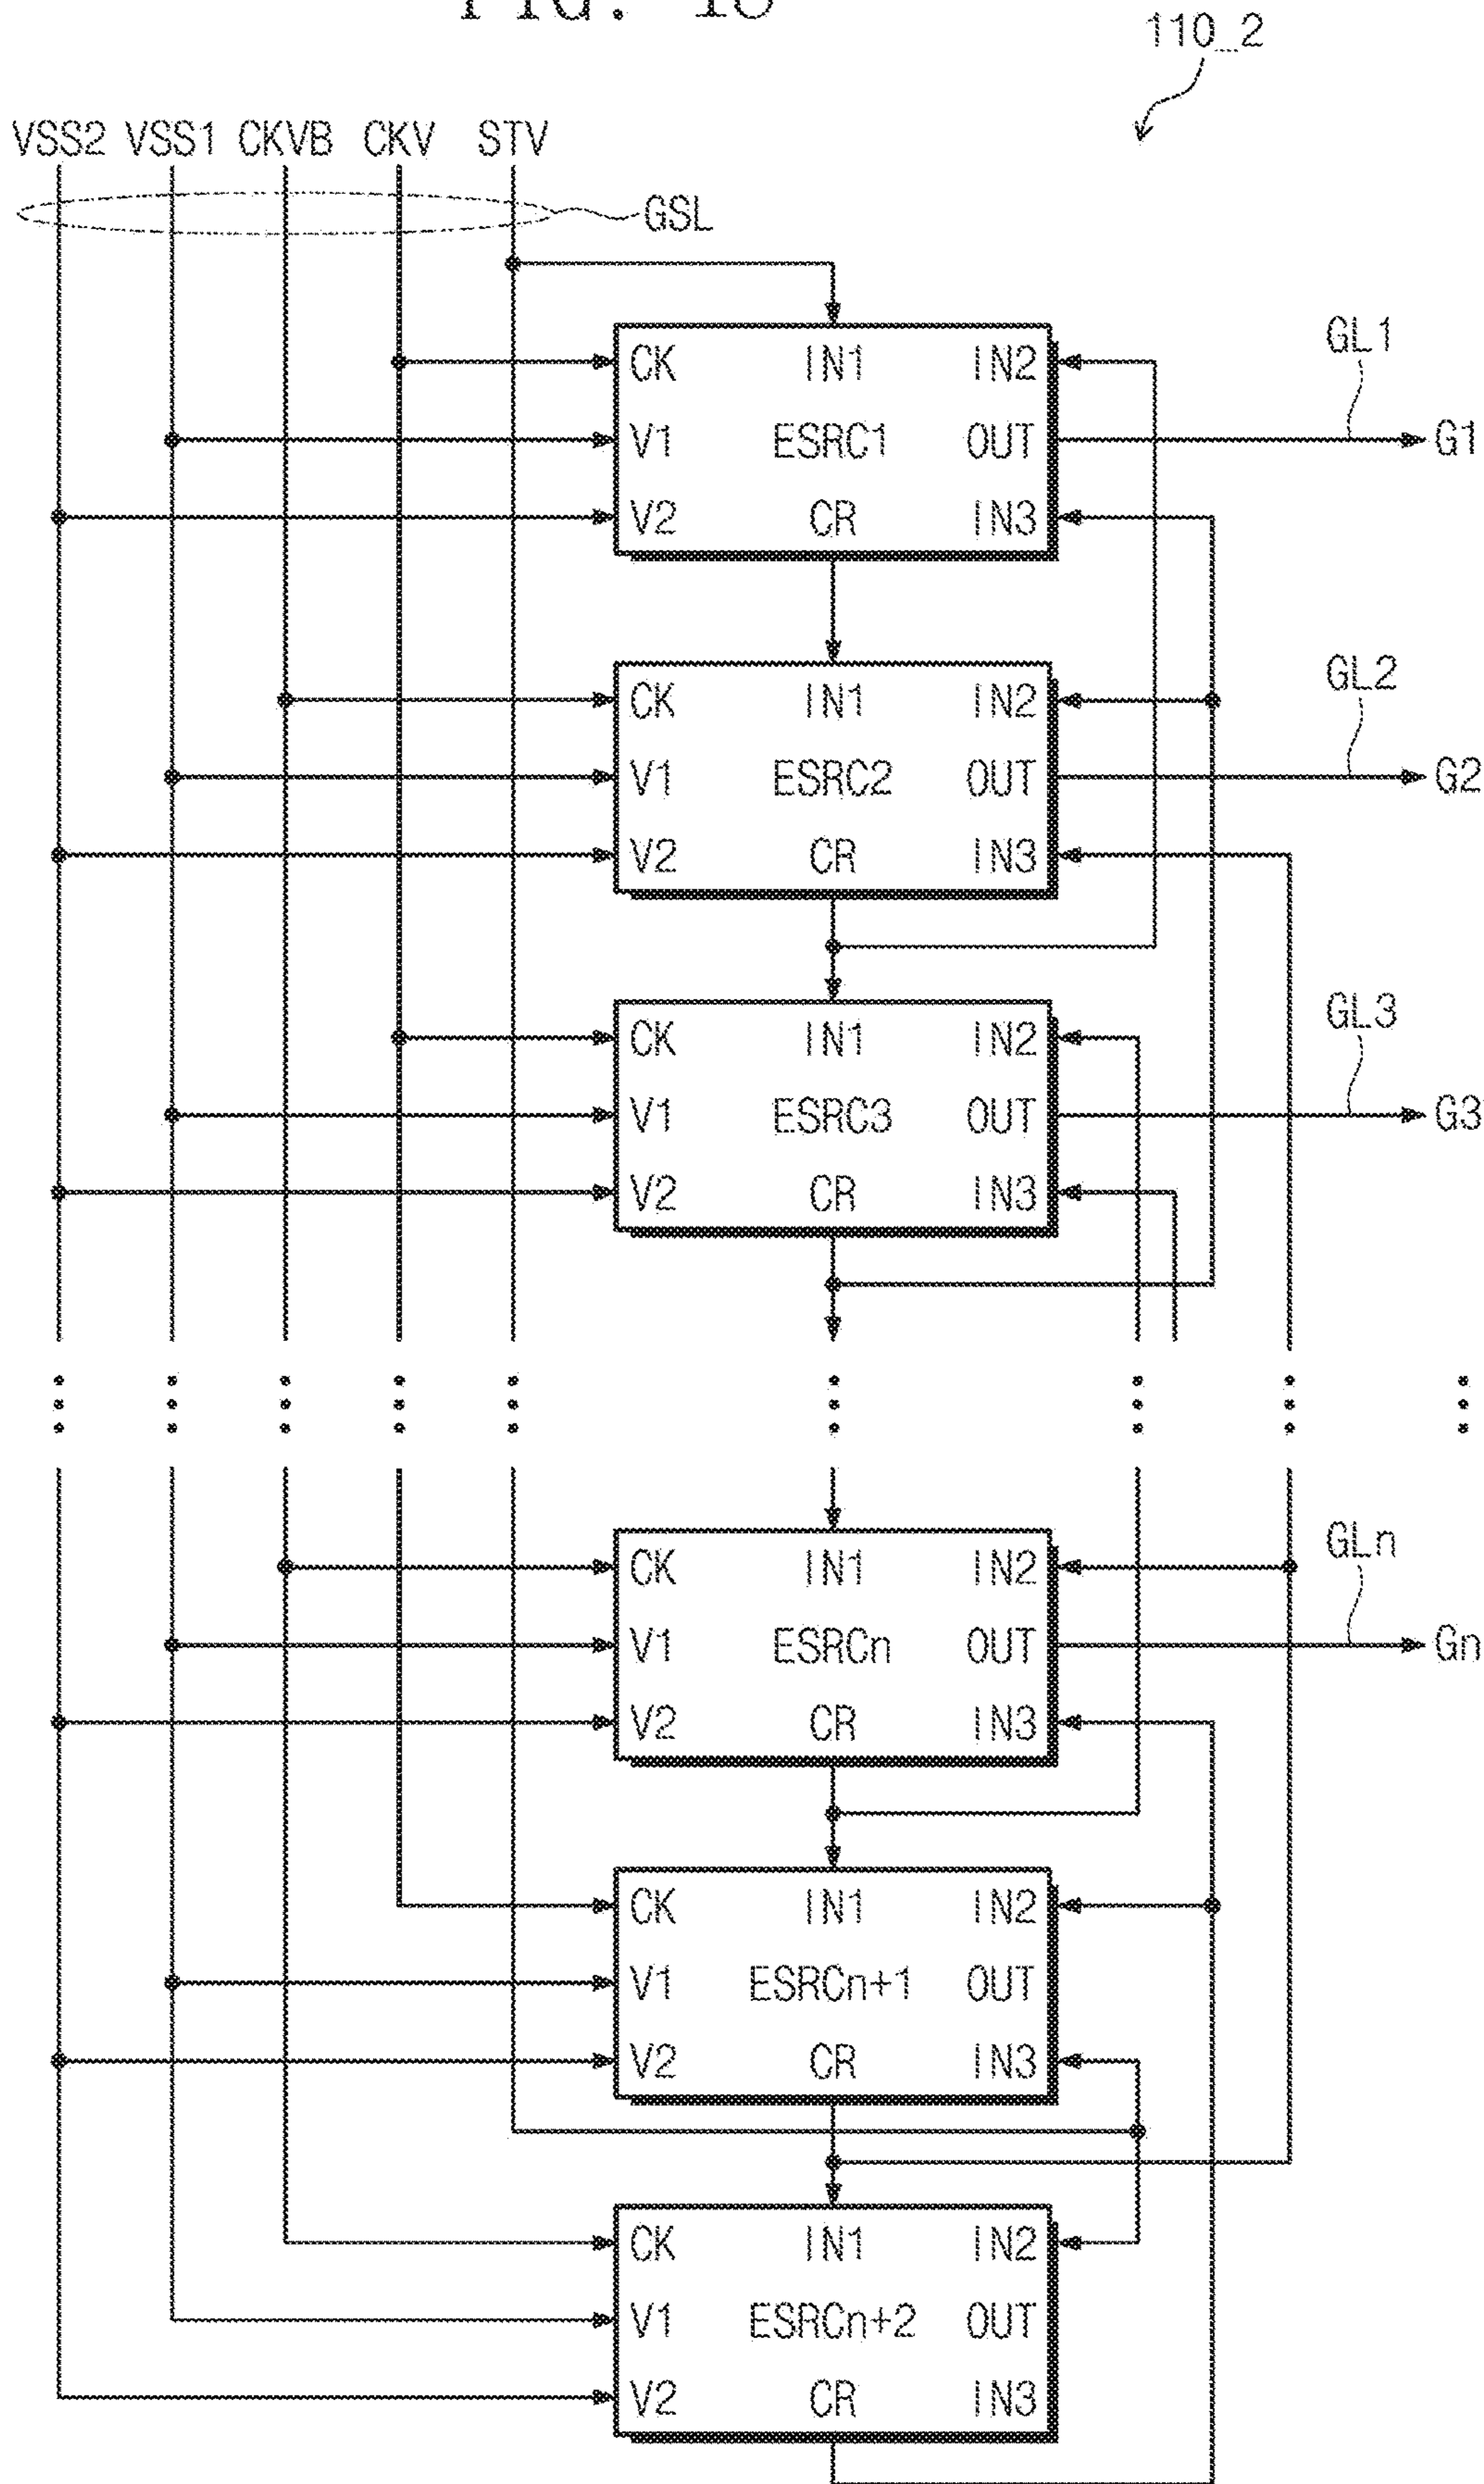 110_2
VSS2 VSS1 CKVB CKV STV
GSL
CK IN1 IN2
GL1
V1 ESRC1 OUT
G1
V2 CR IN3
CK IN1 IN2
GL2
V1 ESRC2 OUT
G2
V2 CR IN3
CK IN1 IN2
GL3
V1 ESRC3 OUT
G3
V2 CR IN3
CK IN1 IN2
GLn
V1 ESRCn OUT
Gn
V2 CR IN3
CK IN1 IN2
V1 ESRCn+1 OUT
V2 CR IN3
CK IN1 IN2
V1 ESRCn+2 OUT
V2 CR IN3